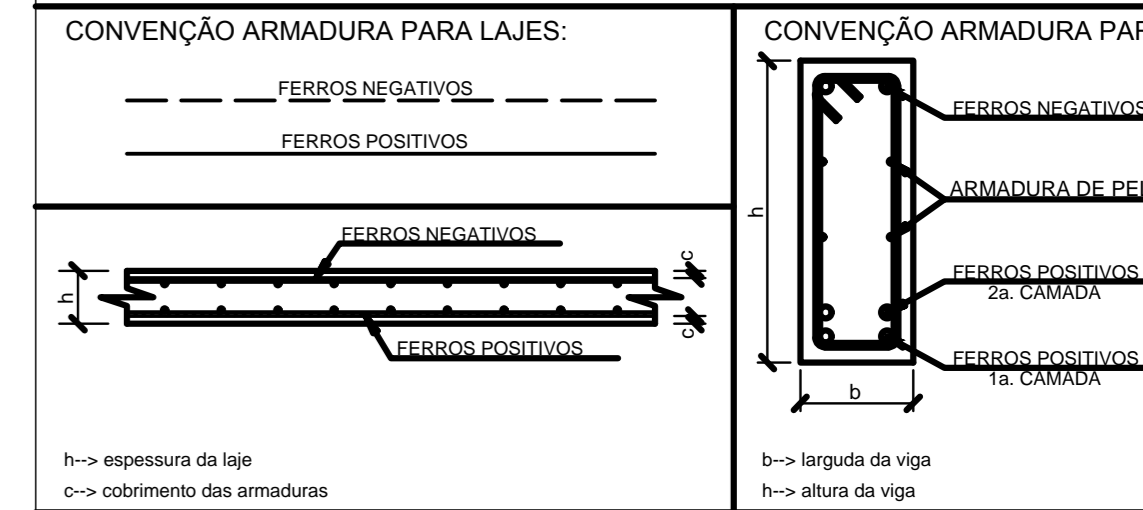 CONVENÇÃO ARMADURA PARA LAJES:
FERROS NEGATIVOS
FERROS POSITIVOS
FERROS NEGATIVOS
h
c
c
FERROS POSITIVOS
h--> espessura da laje
c--> cobrimento das armaduras
CONVENÇÃO ARMADURA PAR
FERROS NEGATIVOS
ARMADURA DE PE
h
FERROS POSITIVOS
2a. CAMADA
FERROS POSITIVOS
1a. CAMADA
b
b--> larguda da viga
h--> altura da viga